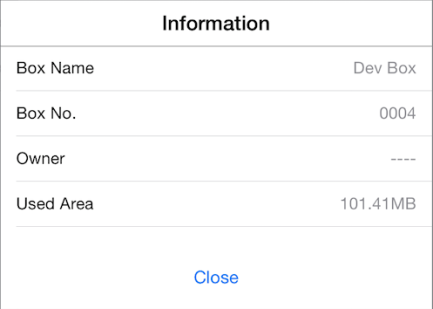 Information
Box Name Dev Box
Box No. 0004
Owner ----
Used Area 101.41MB
Close